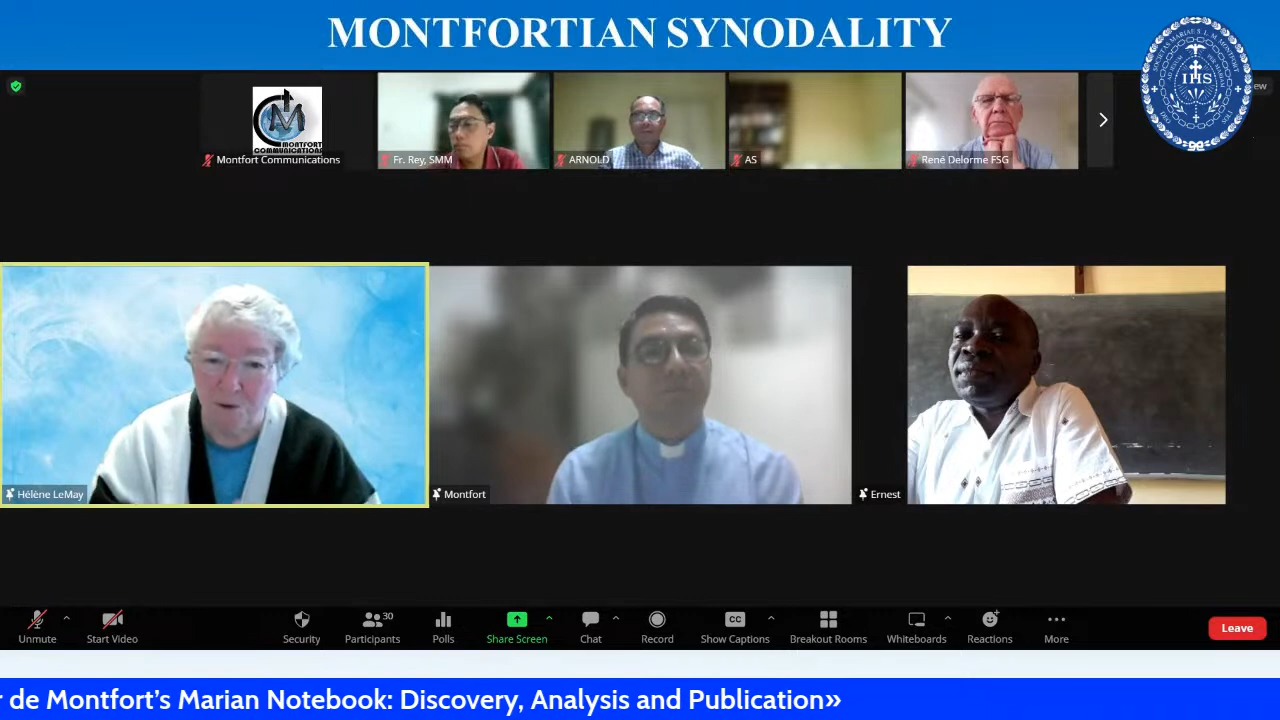 MONTFORTIAN SYNODALITY
IHS
ew
M
MONTFORT
COMMUNICATIONS
Montfort Communications
Fr. Rey, SMM
ARNOLD
AS
René Delorme FSG
Hélène LeMay
Montfort
Ernest
30
CC
Unmute
Start Video
Security
Participants
Polls
Share Screen
Chat
Record
Show Captions
Breakout Rooms
Whiteboards
Reactions
More
Leave
r de Montfort’s Marian Notebook: Discovery, Analysis and Publication»